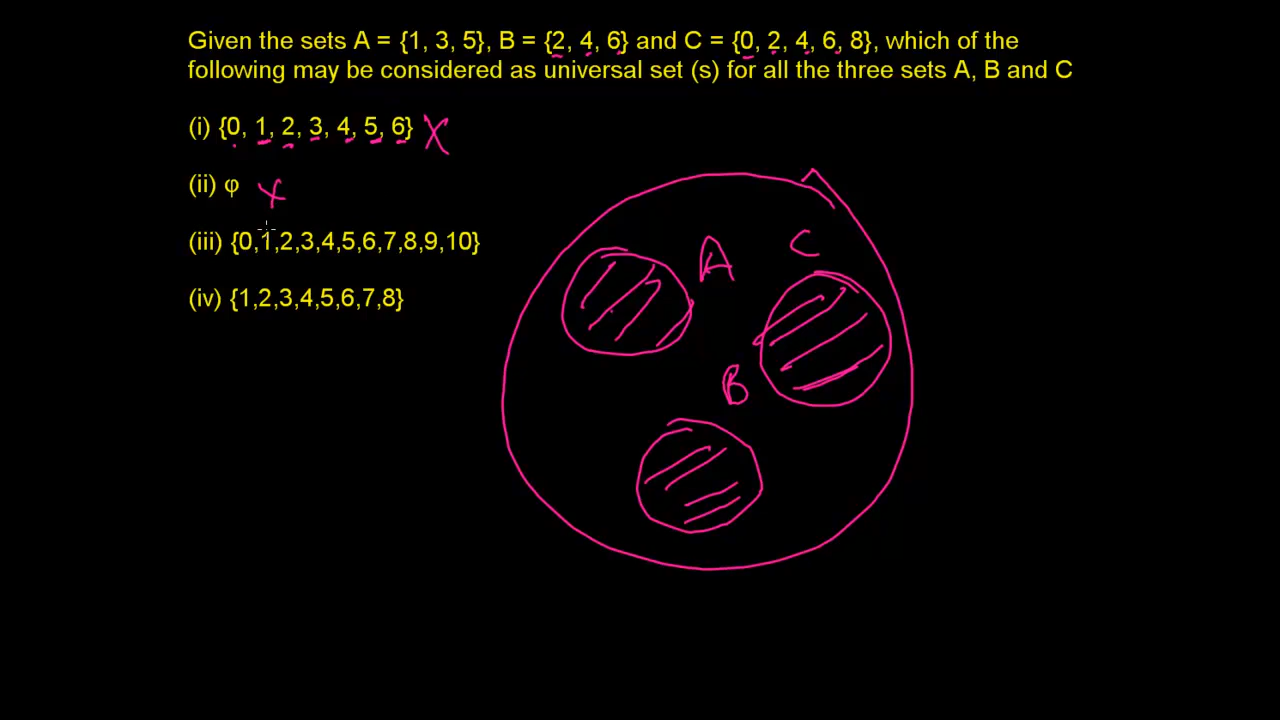 Given the sets A = {1, 3, 5}, B = {2, 4, 6} and C = {0, 2, 4, 6, 8}, which of the
following may be considered as universal set (s) for all the three sets A, B and C
(i) {0, 1, 2, 3, 4, 5, 6} X
(ii) φ X
(iii) {0,1,2,3,4,5,6,7,8,9,10}
(iv) {1,2,3,4,5,6,7,8}
A
C
B